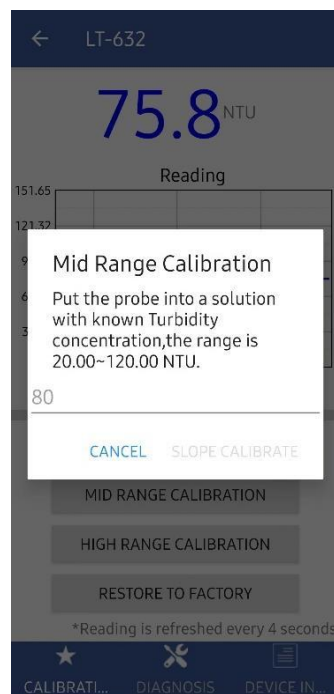 LT-632
75.8 NTU
Reading
151.65
121.32
Mid Range Calibration
Put the probe into a solution
with known Turbidity
concentration,the range is
20.00~120.00 NTU.
80
CANCEL SLOPE CALIBRATE
MID RANGE CALIBRATION
HIGH RANGE CALIBRATION
RESTORE TO FACTORY
*Reading is refreshed every 4 seconds
CALIBRATI... DIAGNOSIS DEVICE IN...